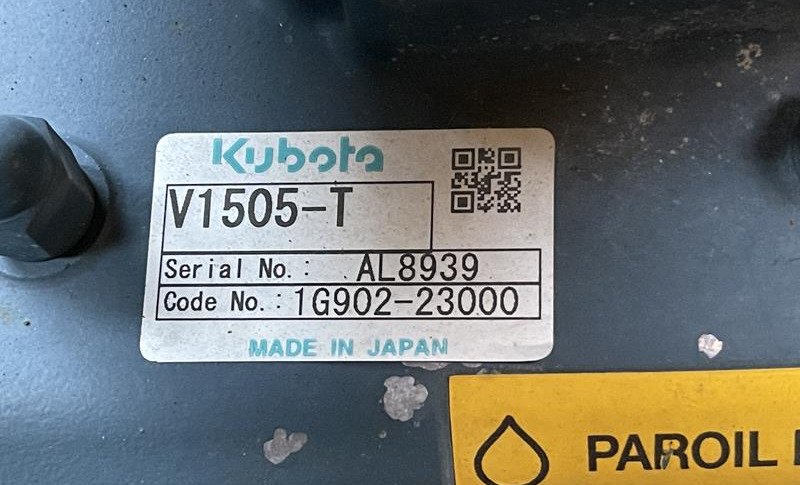 Kubota
V1505-T
Serial No.: AL8939
Code No.: 1G902-23000
MADE IN JAPAN
PAROIL